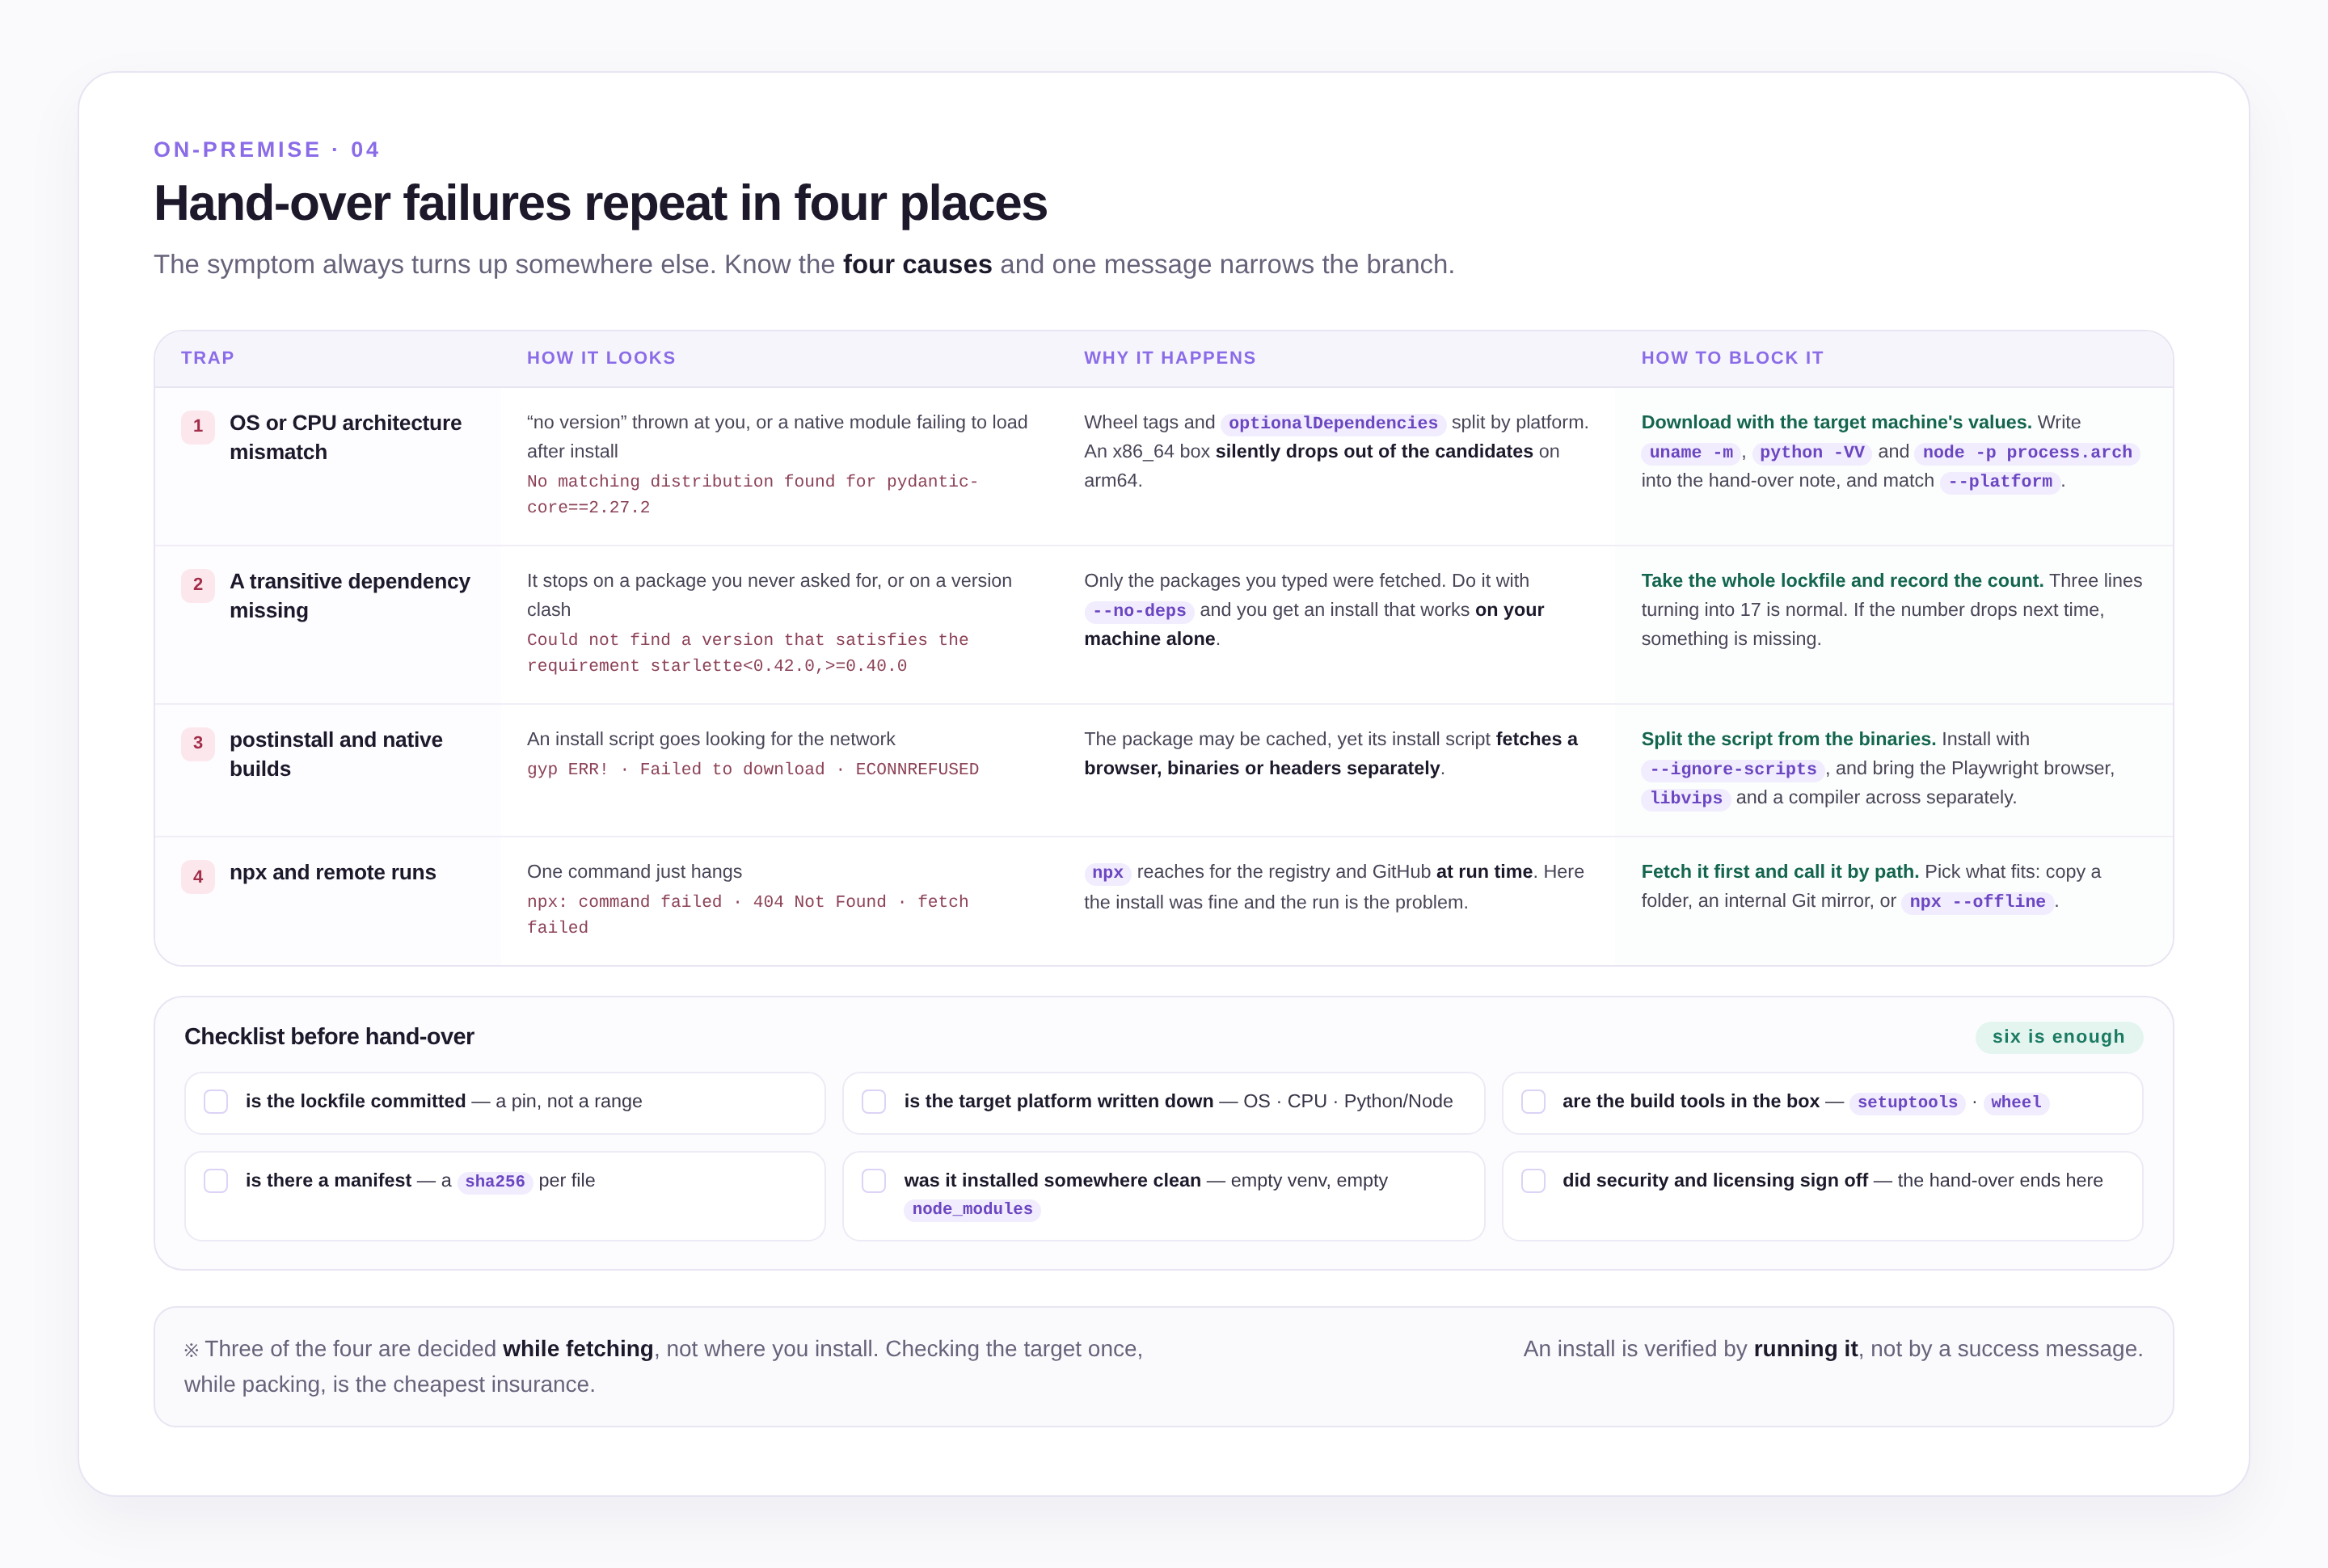 ON-PREMISE · 04
Hand-over failures repeat in four places
The symptom always turns up somewhere else. Know the four causes and one message narrows the branch.
TRAP
HOW IT LOOKS
WHY IT HAPPENS
HOW TO BLOCK IT
1
OS or CPU architecture
mismatch
“no version” thrown at you, or a native module failing to load
after install
No matching distribution found for pydantic-
core==2.27.2
Wheel tags and optionalDependencies split by platform.
An x86_64 box silently drops out of the candidates on
arm64.
Download with the target machine's values. Write
uname -m, python -VV and node -p process.arch
into the hand-over note, and match --platform.
2
A transitive dependency
missing
It stops on a package you never asked for, or on a version
clash
Could not find a version that satisfies the
requirement starlette<0.42.0,>=0.40.0
Only the packages you typed were fetched. Do it with
--no-deps and you get an install that works on your
machine alone.
Take the whole lockfile and record the count. Three lines
turning into 17 is normal. If the number drops next time,
something is missing.
3
postinstall and native
builds
An install script goes looking for the network
gyp ERR! · Failed to download · ECONNREFUSED
The package may be cached, yet its install script fetches a
browser, binaries or headers separately.
Split the script from the binaries. Install with
--ignore-scripts, and bring the Playwright browser,
libvips and a compiler across separately.
4
npx and remote runs
One command just hangs
npx: command failed · 404 Not Found · fetch
failed
npx reaches for the registry and GitHub at run time. Here
the install was fine and the run is the problem.
Fetch it first and call it by path. Pick what fits: copy a
folder, an internal Git mirror, or npx --offline.
Checklist before hand-over
six is enough
is the lockfile committed — a pin, not a range
is the target platform written down — OS · CPU · Python/Node
are the build tools in the box — setuptools · wheel
is there a manifest — a sha256 per file
was it installed somewhere clean — empty venv, empty
node_modules
did security and licensing sign off — the hand-over ends here
※ Three of the four are decided while fetching, not where you install. Checking the target once,
while packing, is the cheapest insurance.
An install is verified by running it, not by a success message.